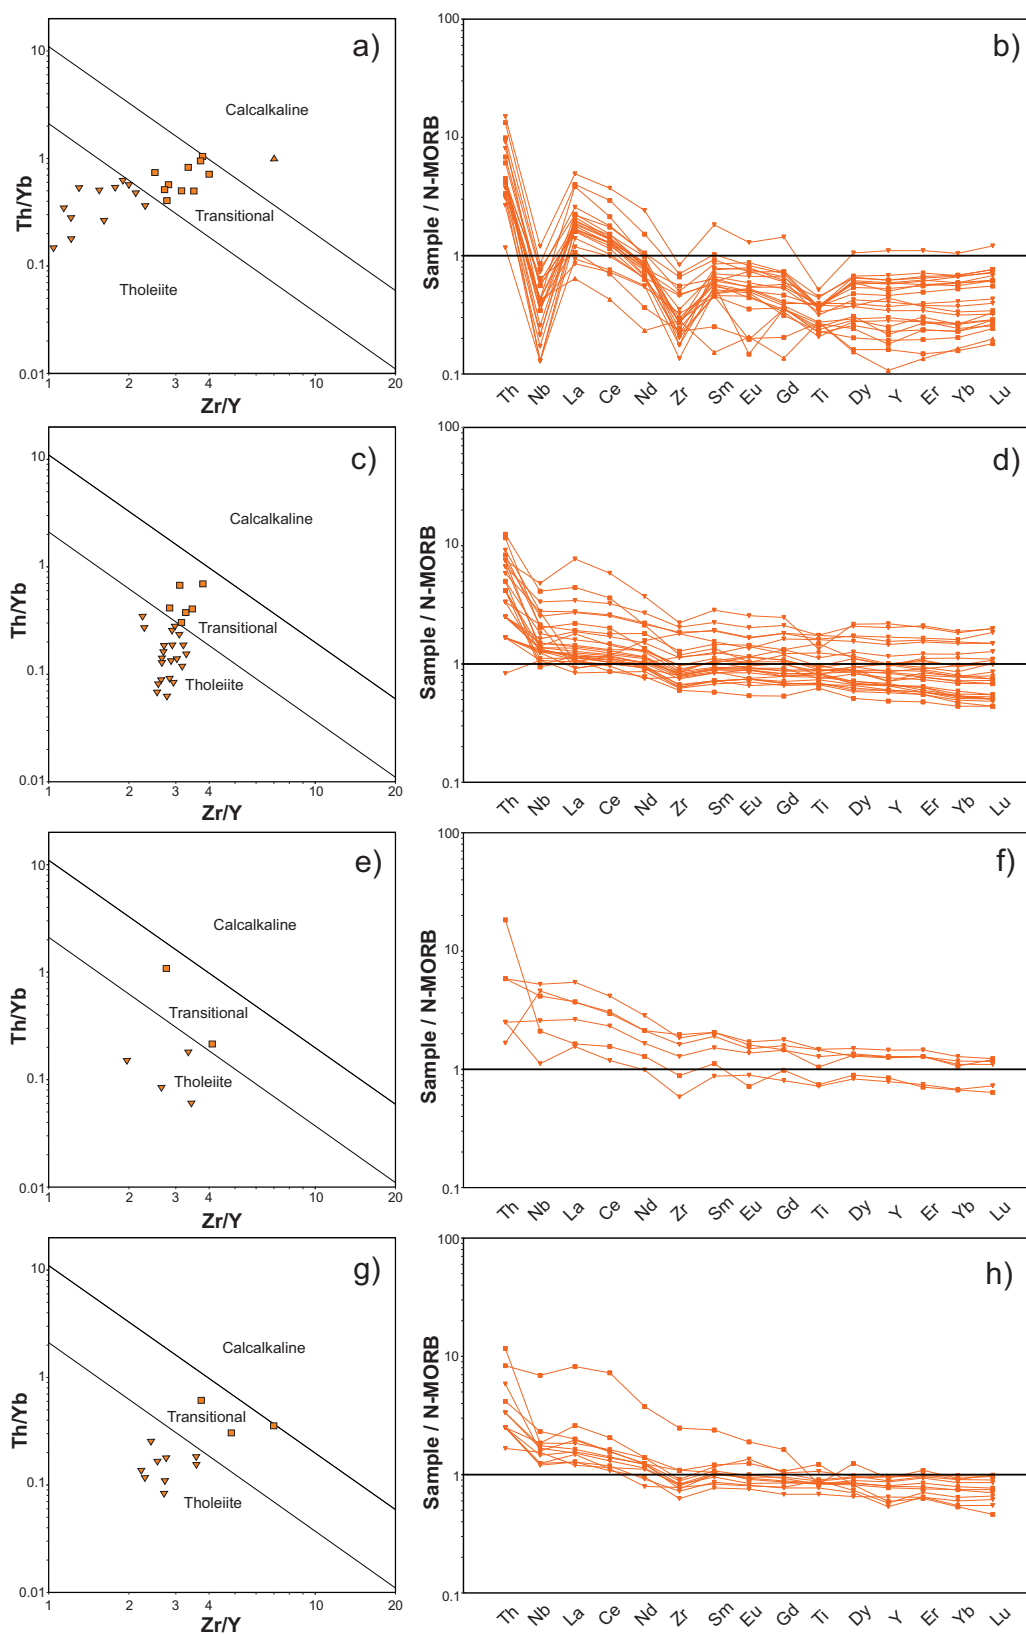 a)
Th/Yb
10
1
0.1
0.01
Calcalkaline
Transitional
Tholeiite
1 2 3 4 10 20
Zr/Y
b)
Sample / N-MORB
100
10
1
0.1
Th Nb La Ce Nd Zr Sm Eu Gd Ti Dy Y Er Yb Lu
c)
Th/Yb
10
1
0.1
0.01
Calcalkaline
Transitional
Tholeiite
1 2 3 4 10 20
Zr/Y
d)
Sample / N-MORB
100
10
1
0.1
Th Nb La Ce Nd Zr Sm Eu Gd Ti Dy Y Er Yb Lu
e)
Th/Yb
10
1
0.1
0.01
Calcalkaline
Transitional
Tholeiite
1 2 3 4 10 20
Zr/Y
f)
Sample / N-MORB
100
10
1
0.1
Th Nb La Ce Nd Zr Sm Eu Gd Ti Dy Y Er Yb Lu
g)
Th/Yb
10
1
0.1
0.01
Calcalkaline
Transitional
Tholeiite
1 2 3 4 10 20
Zr/Y
h)
Sample / N-MORB
100
10
1
0.1
Th Nb La Ce Nd Zr Sm Eu Gd Ti Dy Y Er Yb Lu